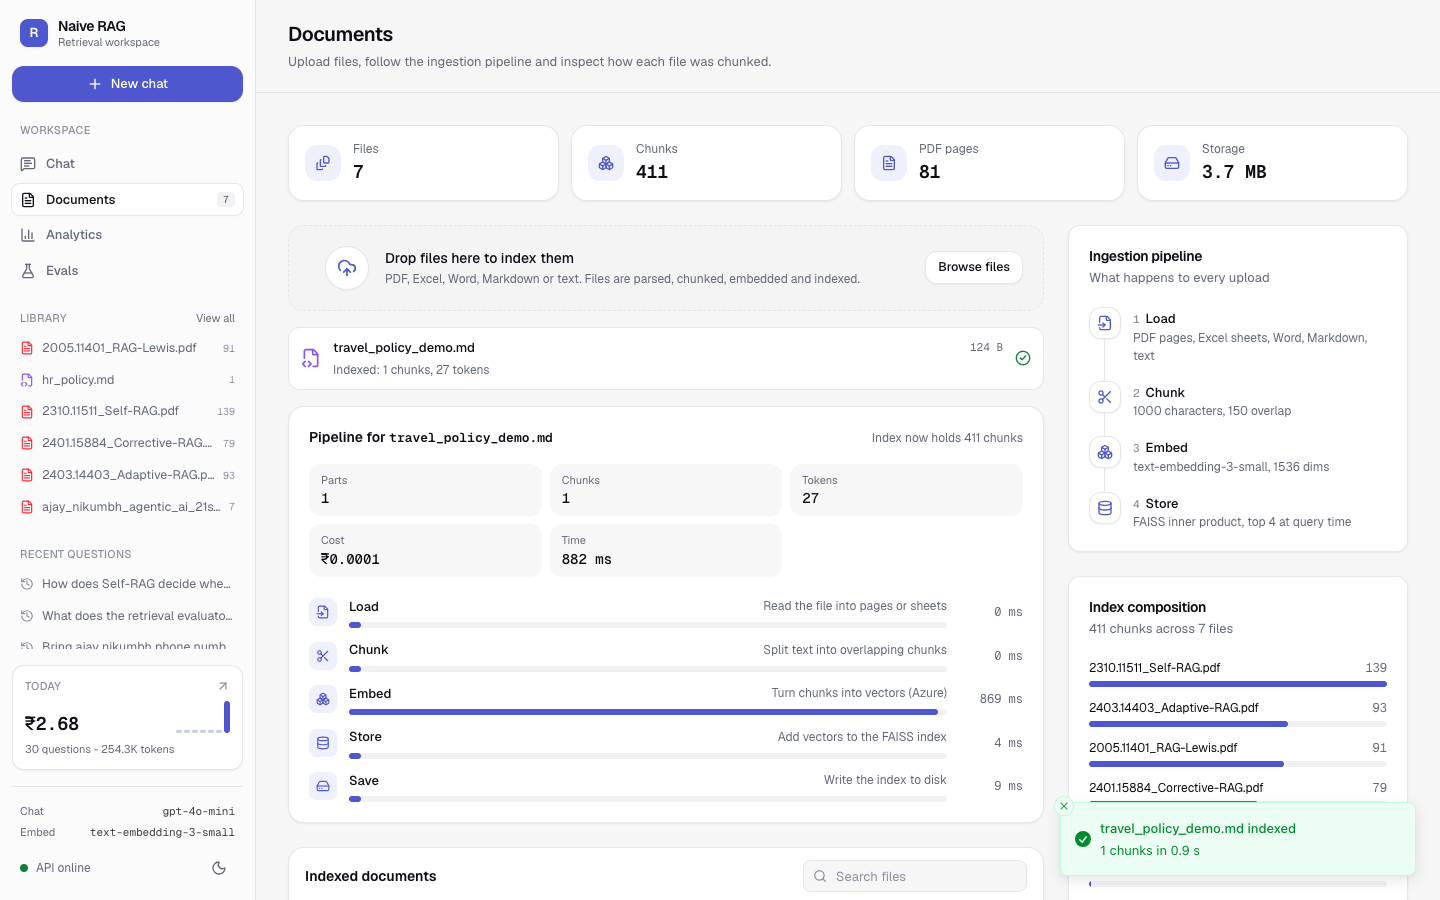 R
Naive RAG
Retrieval workspace
New chat
WORKSPACE
Chat
Documents
7
Analytics
Evals
LIBRARY
View all
2005.11401_RAG-Lewis.pdf
91
hr_policy.md
1
2310.11511_Self-RAG.pdf
139
2401.15884_Corrective-RAG....
79
2403.14403_Adaptive-RAG.p...
93
ajay_nikumbh_agentic_ai_21s...
7
RECENT QUESTIONS
How does Self-RAG decide whe...
What does the retrieval evaluato...
Bring ajay nikumbh phone numb...
TODAY
₹2.68
30 questions - 254.3K tokens
Chat
gpt-4o-mini
Embed
text-embedding-3-small
API online
Documents
Upload files, follow the ingestion pipeline and inspect how each file was chunked.
Files
7
Chunks
411
PDF pages
81
Storage
3.7 MB
Drop files here to index them
PDF, Excel, Word, Markdown or text. Files are parsed, chunked, embedded and indexed.
Browse files
travel_policy_demo.md
124 B
Indexed: 1 chunks, 27 tokens
Pipeline for travel_policy_demo.md
Index now holds 411 chunks
Parts
1
Chunks
1
Tokens
27
Cost
₹0.0001
Time
882 ms
Load
Read the file into pages or sheets
0 ms
Chunk
Split text into overlapping chunks
0 ms
Embed
Turn chunks into vectors (Azure)
869 ms
Store
Add vectors to the FAISS index
4 ms
Save
Write the index to disk
9 ms
Indexed documents
Search files
Ingestion pipeline
What happens to every upload
1 Load
PDF pages, Excel sheets, Word, Markdown,
text
2 Chunk
1000 characters, 150 overlap
3 Embed
text-embedding-3-small, 1536 dims
4 Store
FAISS inner product, top 4 at query time
Index composition
411 chunks across 7 files
2310.11511_Self-RAG.pdf
139
2403.14403_Adaptive-RAG.pdf
93
2005.11401_RAG-Lewis.pdf
91
2401.15884_Corrective-RAG.pdf
79
travel_policy_demo.md indexed
1 chunks in 0.9 s